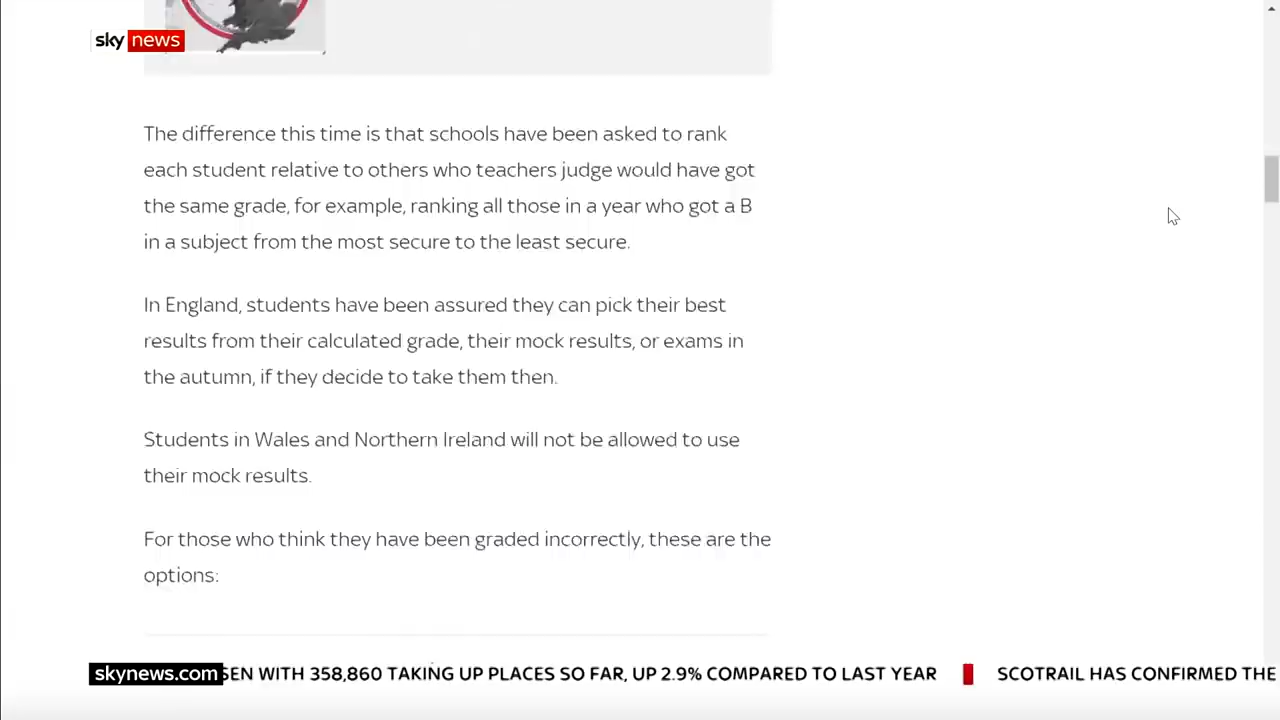 sky news
The difference this time is that schools have been asked to rank
each student relative to others who teachers judge would have got
the same grade, for example, ranking all those in a year who got a B
in a subject from the most secure to the least secure.
In England, students have been assured they can pick their best
results from their calculated grade, their mock results, or exams in
the autumn, if they decide to take them then.
Students in Wales and Northern Ireland will not be allowed to use
their mock results.
For those who think they have been graded incorrectly, these are the
options:
skynews.com SEN WITH 358,860 TAKING UP PLACES SO FAR, UP 2.9% COMPARED TO LAST YEAR SCOTRAIL HAS CONFIRMED THE